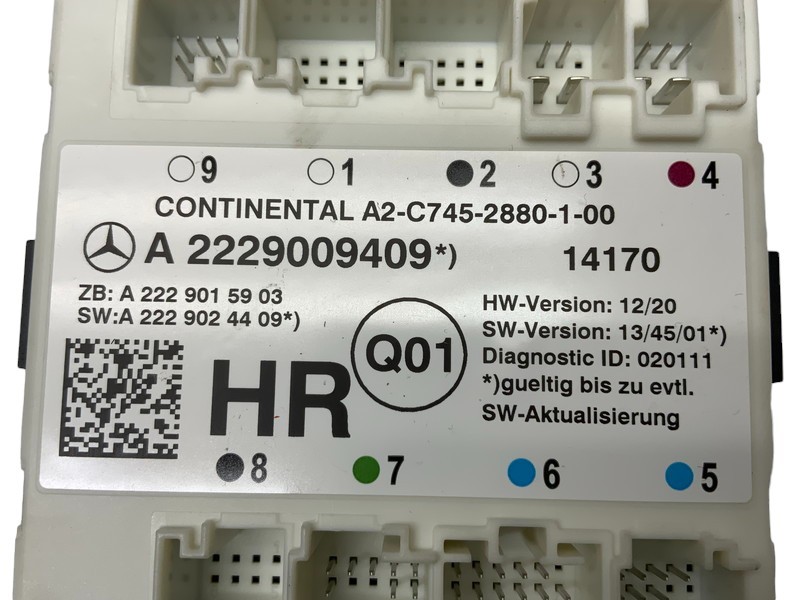 9 1 2 3 4
CONTINENTAL A2-C745-2880-1-00
A 2229009409*) 14170
ZB: A 222 901 59 03
SW:A 222 902 44 09*)
HR
Q01
HW-Version: 12/20
SW-Version: 13/45/01*)
Diagnostic ID: 020111
*)gueltig bis zu evtl.
SW-Aktualisierung
8 7 6 5